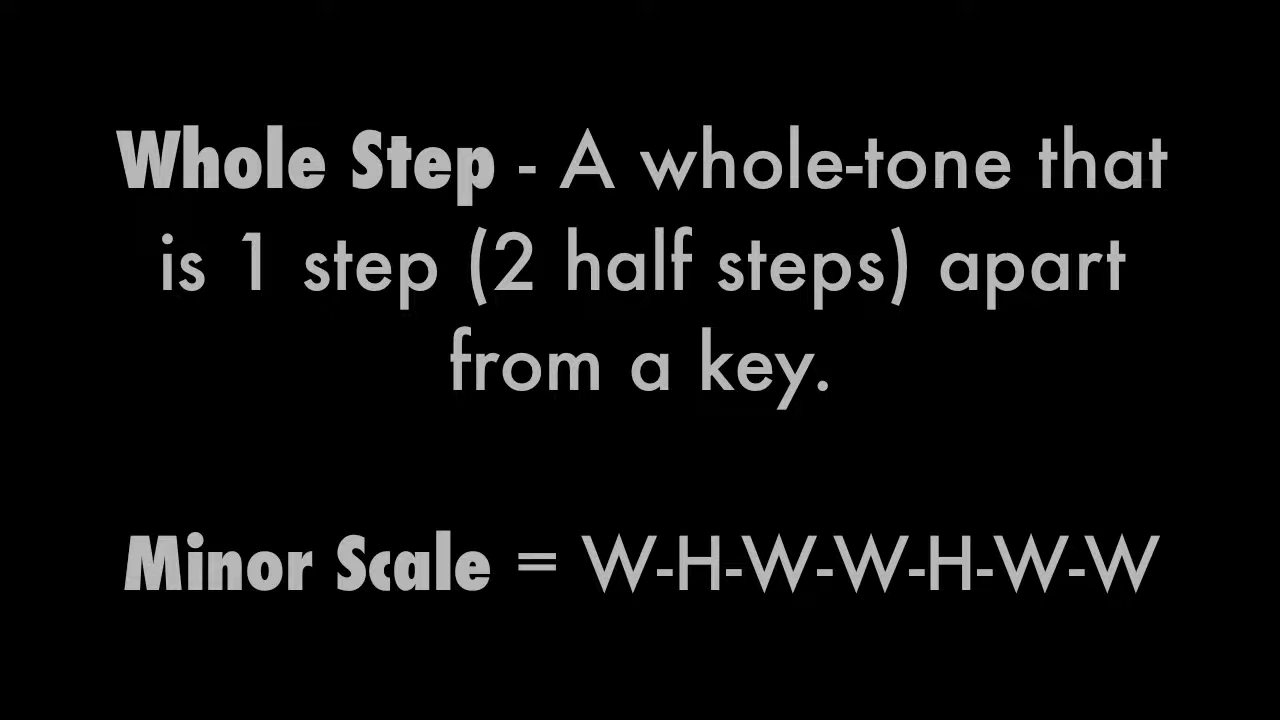 Whole Step - A whole-tone that
is 1 step (2 half steps) apart
from a key.
Minor Scale = W-H-W-W-H-W-W